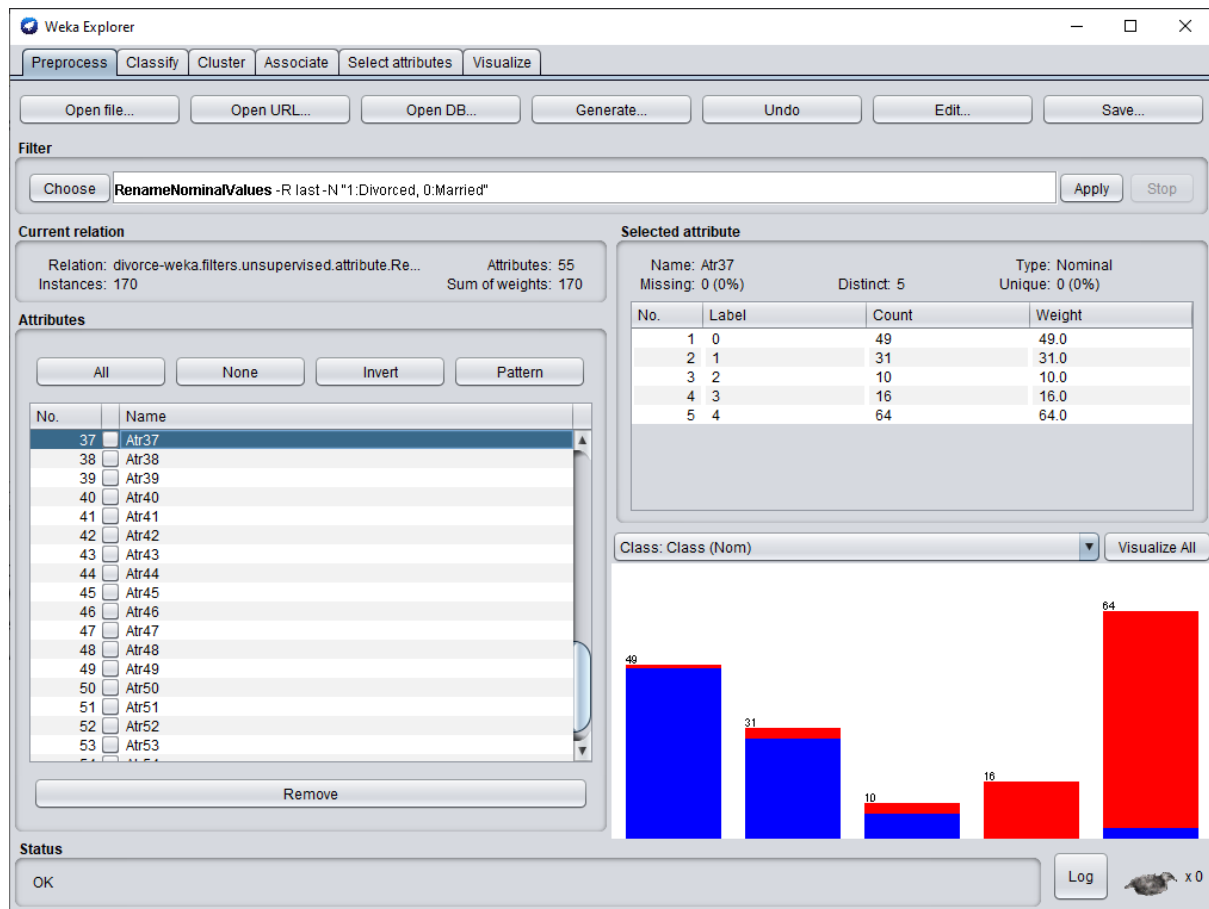 Weka Explorer
Preprocess Classify Cluster Associate Select attributes Visualize
Open file... Open URL... Open DB... Generate... Undo Edit... Save...
Filter
Choose RenameNominalValues -R last -N "1:Divorced, 0:Married" Apply Stop
Current relation
Relation: divorce-weka.filters.unsupervised.attribute.Re... Attributes: 55
Instances: 170 Sum of weights: 170
Attributes
All None Invert Pattern
No. Name
37 Atr37
38 Atr38
39 Atr39
40 Atr40
41 Atr41
42 Atr42
43 Atr43
44 Atr44
45 Atr45
46 Atr46
47 Atr47
48 Atr48
49 Atr49
50 Atr50
51 Atr51
52 Atr52
53 Atr53
Remove
Selected attribute
Name: Atr37 Type: Nominal
Missing: 0 (0%) Distinct: 5 Unique: 0 (0%)
No. Label Count Weight
1 0 49 49.0
2 1 31 31.0
3 2 10 10.0
4 3 16 16.0
5 4 64 64.0
Class: Class (Nom) Visualize All
49
31
10
16
64
Status
OK
Log x 0